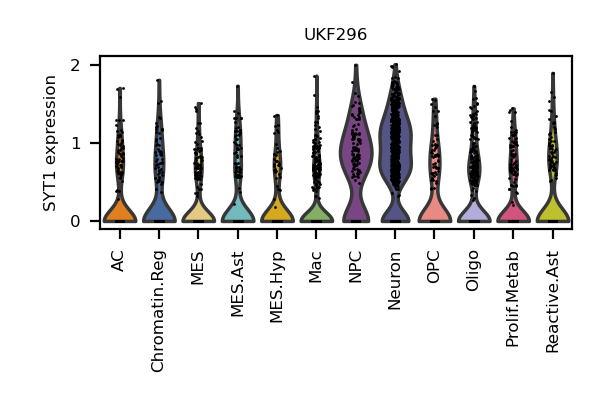 UKF296
SYT1 expression
2
1
0
AC
Chromatin.Reg
MES
MES.Ast
MES.Hyp
Mac
NPC
Neuron
OPC
Oligo
Prolif.Metab
Reactive.Ast